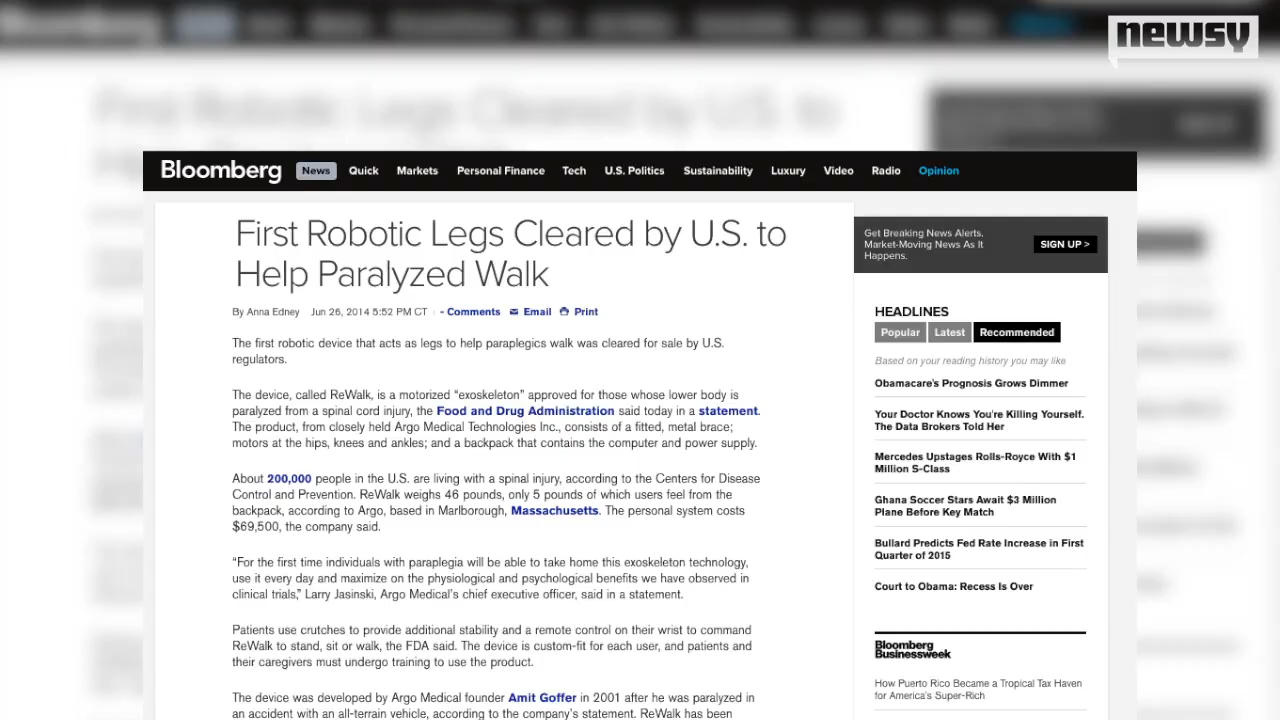 newsy
Bloomberg News Quick Markets Personal Finance Tech U.S. Politics Sustainability Luxury Video Radio Opinion
First Robotic Legs Cleared by U.S. to
Help Paralyzed Walk
By Anna Edney Jun 26, 2014 5:52 PM CT - Comments Email Print
The first robotic device that acts as legs to help paraplegics walk was cleared for sale by U.S.
regulators.
The device, called ReWalk, is a motorized “exoskeleton” approved for those whose lower body is
paralyzed from a spinal cord injury, the Food and Drug Administration said today in a statement.
The product, from closely held Argo Medical Technologies Inc., consists of a fitted, metal brace;
motors at the hips, knees and ankles; and a backpack that contains the computer and power supply.
About 200,000 people in the U.S. are living with a spinal injury, according to the Centers for Disease
Control and Prevention. ReWalk weighs 46 pounds, only 5 pounds of which users feel from the
backpack, according to Argo, based in Marlborough, Massachusetts. The personal system costs
$69,500, the company said.
“For the first time individuals with paraplegia will be able to take home this exoskeleton technology,
use it every day and maximize on the physiological and psychological benefits we have observed in
clinical trials,” Larry Jasinski, Argo Medical’s chief executive officer, said in a statement.
Patients use crutches to provide additional stability and a remote control on their wrist to command
ReWalk to stand, sit or walk, the FDA said. The device is custom-fit for each user, and patients and
their caregivers must undergo training to use the product.
The device was developed by Argo Medical founder Amit Goffer in 2001 after he was paralyzed in
an accident with an all-terrain vehicle, according to the company’s statement. ReWalk has been
Get Breaking News Alerts.
Market-Moving News As It
Happens.
SIGN UP >
HEADLINES
Popular Latest Recommended
Based on your reading history you may like
Obamacare's Prognosis Grows Dimmer
Your Doctor Knows You're Killing Yourself.
The Data Brokers Told Her
Mercedes Upstages Rolls-Royce With $1
Million S-Class
Ghana Soccer Stars Await $3 Million
Plane Before Key Match
Bullard Predicts Fed Rate Increase in First
Quarter of 2015
Court to Obama: Recess Is Over
Bloomberg
Businessweek
How Puerto Rico Became a Tropical Tax Haven
for America's Super-Rich